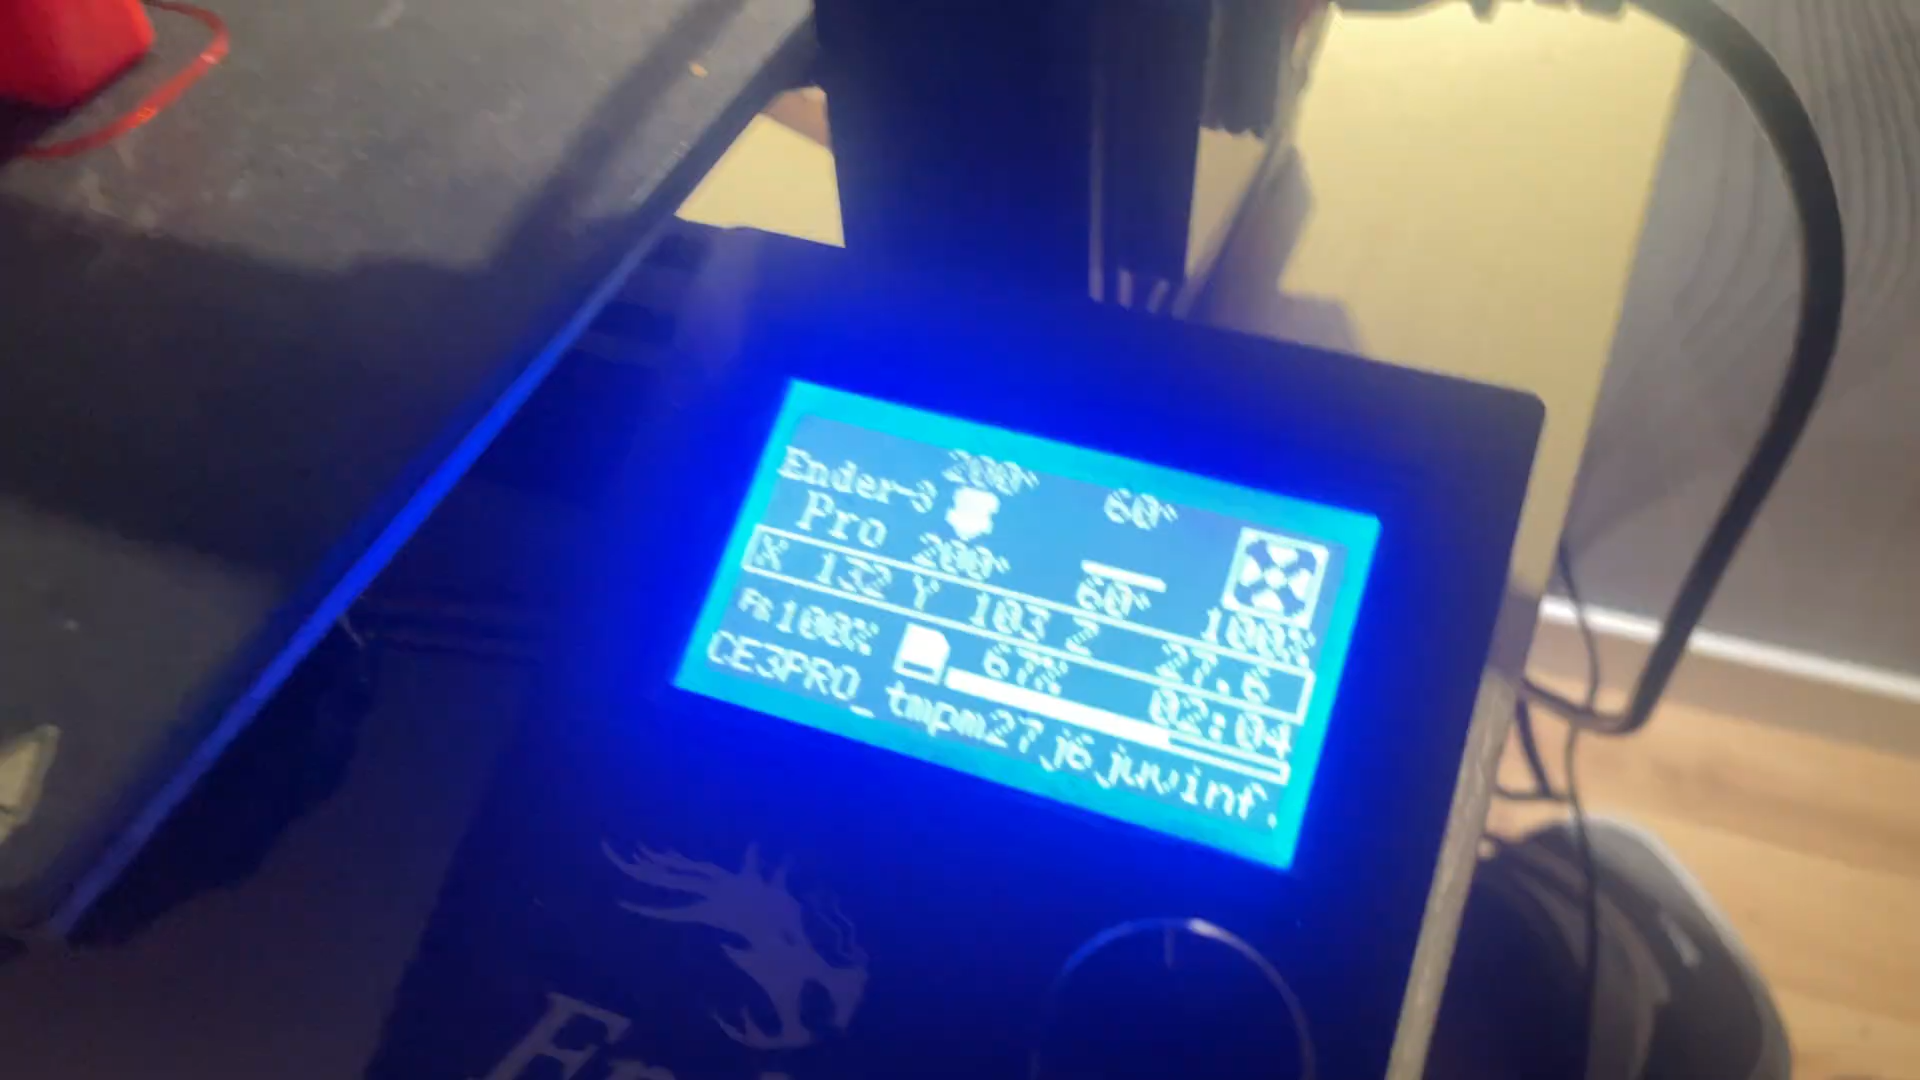 200°
60°
Ender-3
Pro
200°
60°
100%
X 132 Y 103 Z 27.6
FR100%
67%
02:04
CE3PRO_tmpm27j6juvinf.